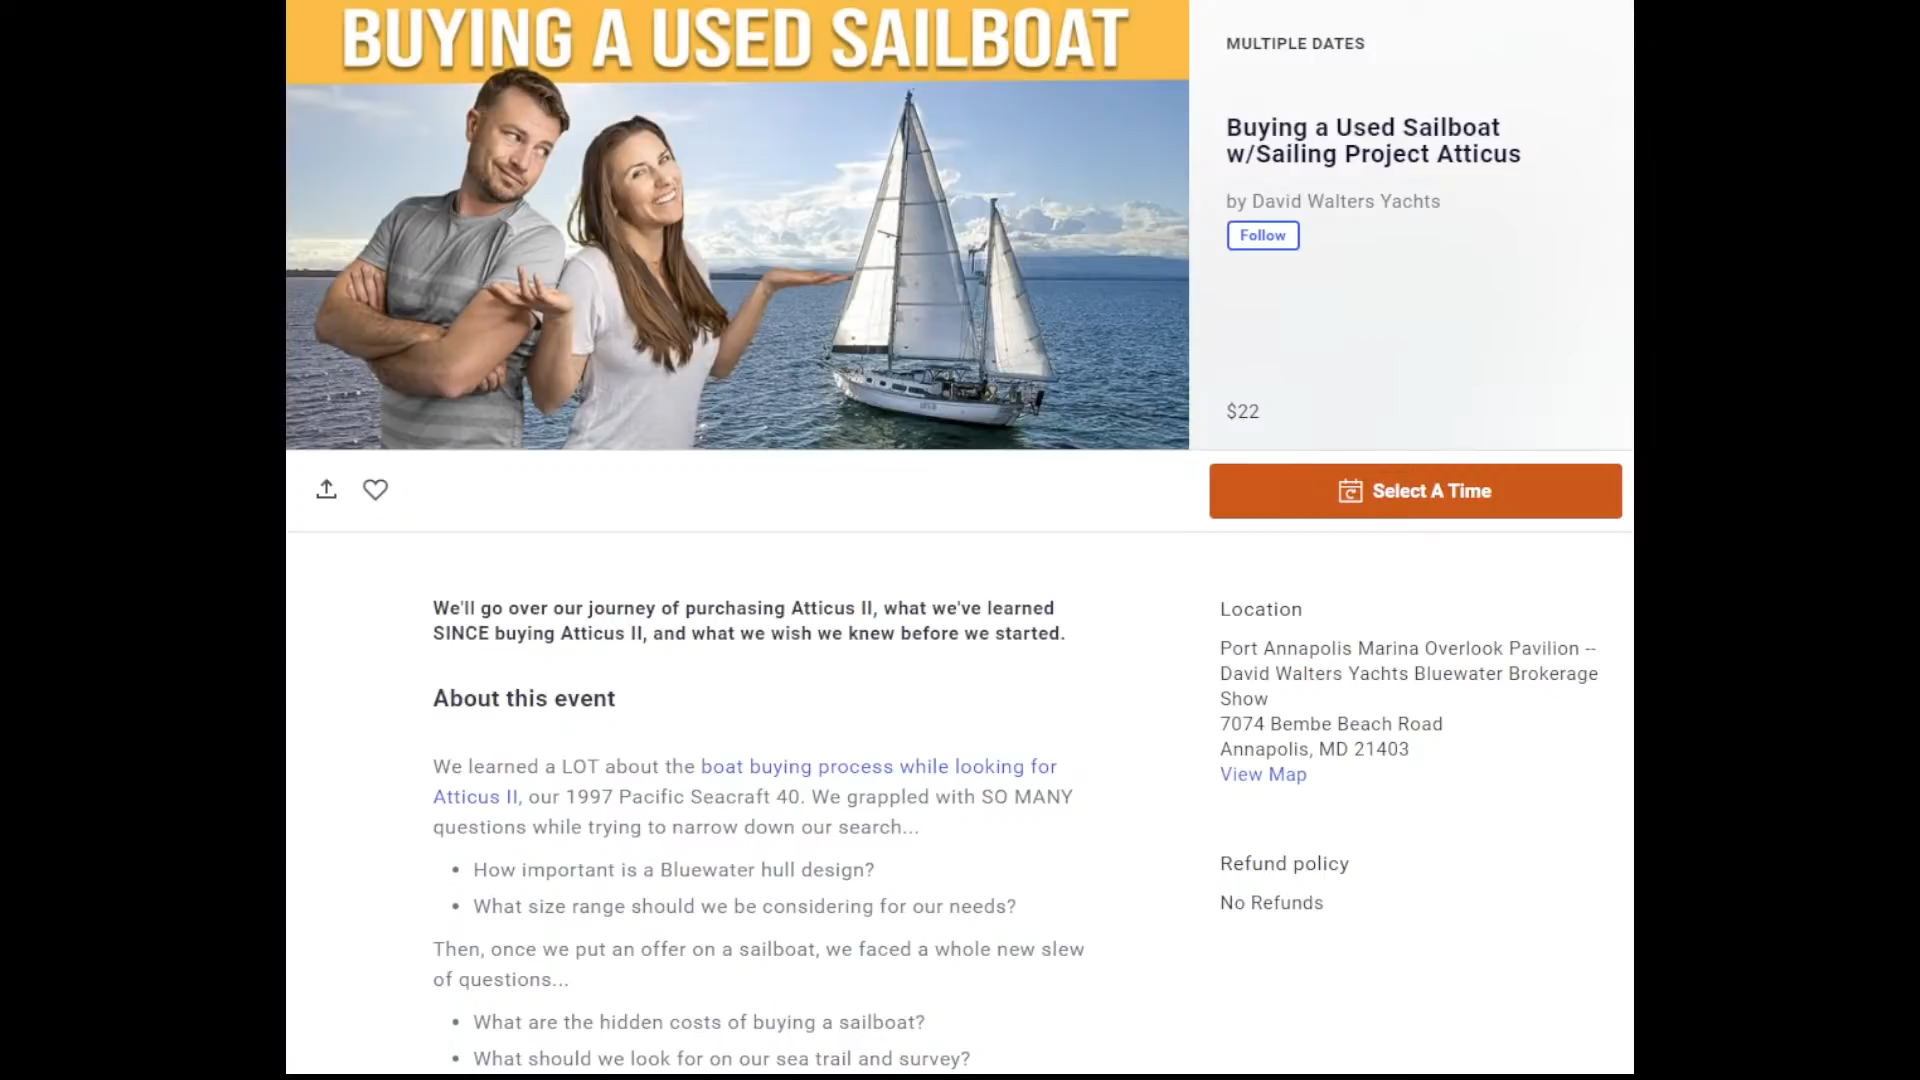 BUYING A USED SAILBOAT
MULTIPLE DATES
Buying a Used Sailboat
w/Sailing Project Atticus
by David Walters Yachts
Follow
$22
Select A Time
We'll go over our journey of purchasing Atticus II, what we've learned
SINCE buying Atticus II, and what we wish we knew before we started.
About this event
We learned a LOT about the boat buying process while looking for
Atticus II, our 1997 Pacific Seacraft 40. We grappled with SO MANY
questions while trying to narrow down our search...
• How important is a Bluewater hull design?
• What size range should we be considering for our needs?
Then, once we put an offer on a sailboat, we faced a whole new slew
of questions...
• What are the hidden costs of buying a sailboat?
• What should we look for on our sea trail and survey?
Location
Port Annapolis Marina Overlook Pavilion --
David Walters Yachts Bluewater Brokerage
Show
7074 Bembe Beach Road
Annapolis, MD 21403
View Map
Refund policy
No Refunds